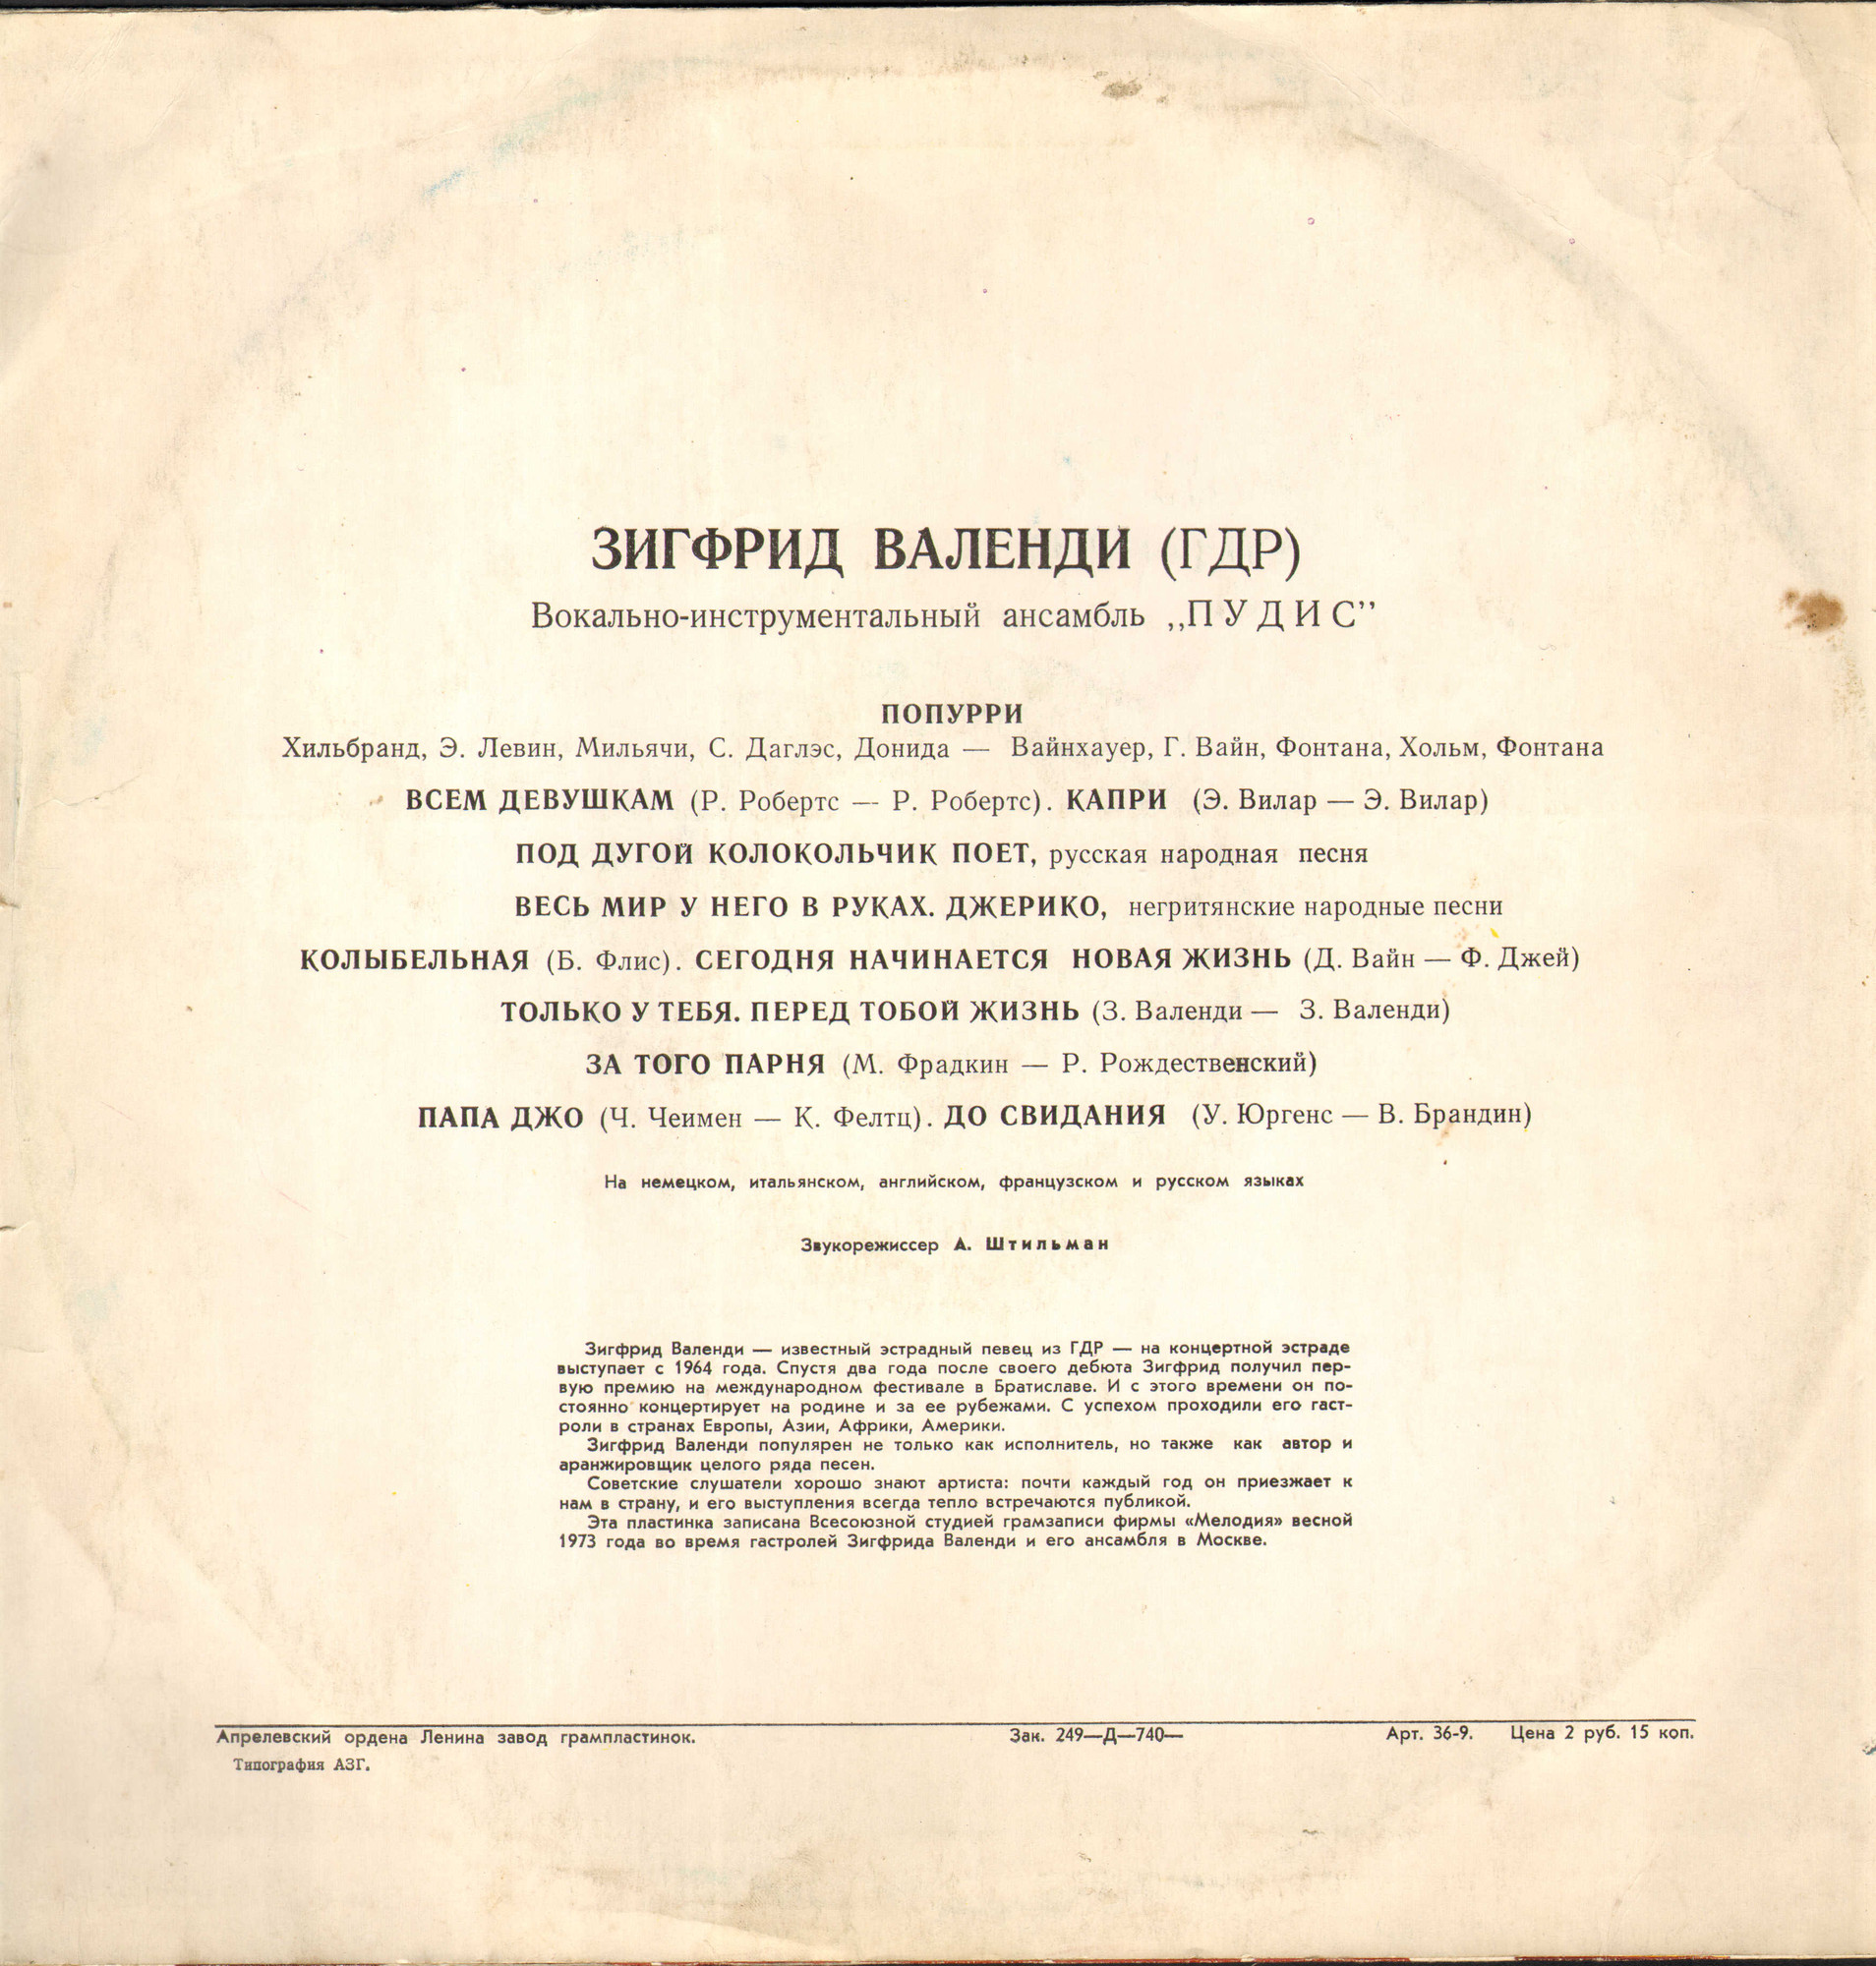 ЗИГФРИД ВАЛЕНДИ (ГДР)
Вокально-инструментальный ансамбль ,,ПУДИС”
ПОПУРРИ
Хильбранд, Э. Левин, Мильячи, С. Даглэс, Донида — Вайнхауер, Г. Вайн, Фонтана, Хольм, Фонтана
ВСЕМ ДЕВУШКАМ (Р. Робертс — Р. Робертс). КАПРИ (Э. Вилар — Э. Вилар)
ПОД ДУГОЙ КОЛОКОЛЬЧИК ПОЕТ, русская народная песня
ВЕСЬ МИР У НЕГО В РУКАХ. ДЖЕРИКО, негритянские народные песни
КОЛЫБЕЛЬНАЯ (Б. Флис). СЕГОДНЯ НАЧИНАЕТСЯ НОВАЯ ЖИЗНЬ (Д. Вайн — Ф. Джей)
ТОЛЬКО У ТЕБЯ. ПЕРЕД ТОБОЙ ЖИЗНЬ (З. Валенди — З. Валенди)
ЗА ТОГО ПАРНЯ (М. Фрадкин — Р. Рождественский)
ПАПА ДЖО (Ч. Чеимен — К. Фелтц). ДО СВИДАНИЯ (У. Юргенс — В. Брандин)
На немецком, итальянском, английском, французском и русском языках
Звукорежиссер А. Штильман
Зигфрид Валенди — известный эстрадный певец из ГДР — на концертной эстраде
выступает с 1964 года. Спустя два года после своего дебюта Зигфрид получил пер-
вую премию на международном фестивале в Братиславе. И с этого времени он по-
стоянно концертирует на родине и за ее рубежами. С успехом проходили его гаст-
роли в странах Европы, Азии, Африки, Америки.
Зигфрид Валенди популярен не только как исполнитель, но также как автор и
аранжировщик целого ряда песен.
Советские слушатели хорошо знают артиста: почти каждый год он приезжает к
нам в страну, и его выступления всегда тепло встречаются публикой.
Эта пластинка записана Всесоюзной студией грамзаписи фирмы «Мелодия» весной
1973 года во время гастролей Зигфрида Валенди и его ансамбля в Москве.
Апрелевский ордена Ленина завод грампластинок. Зак. 249—Д—740— Арт. 36-9. Цена 2 руб. 15 коп.
Типография АЗГ.